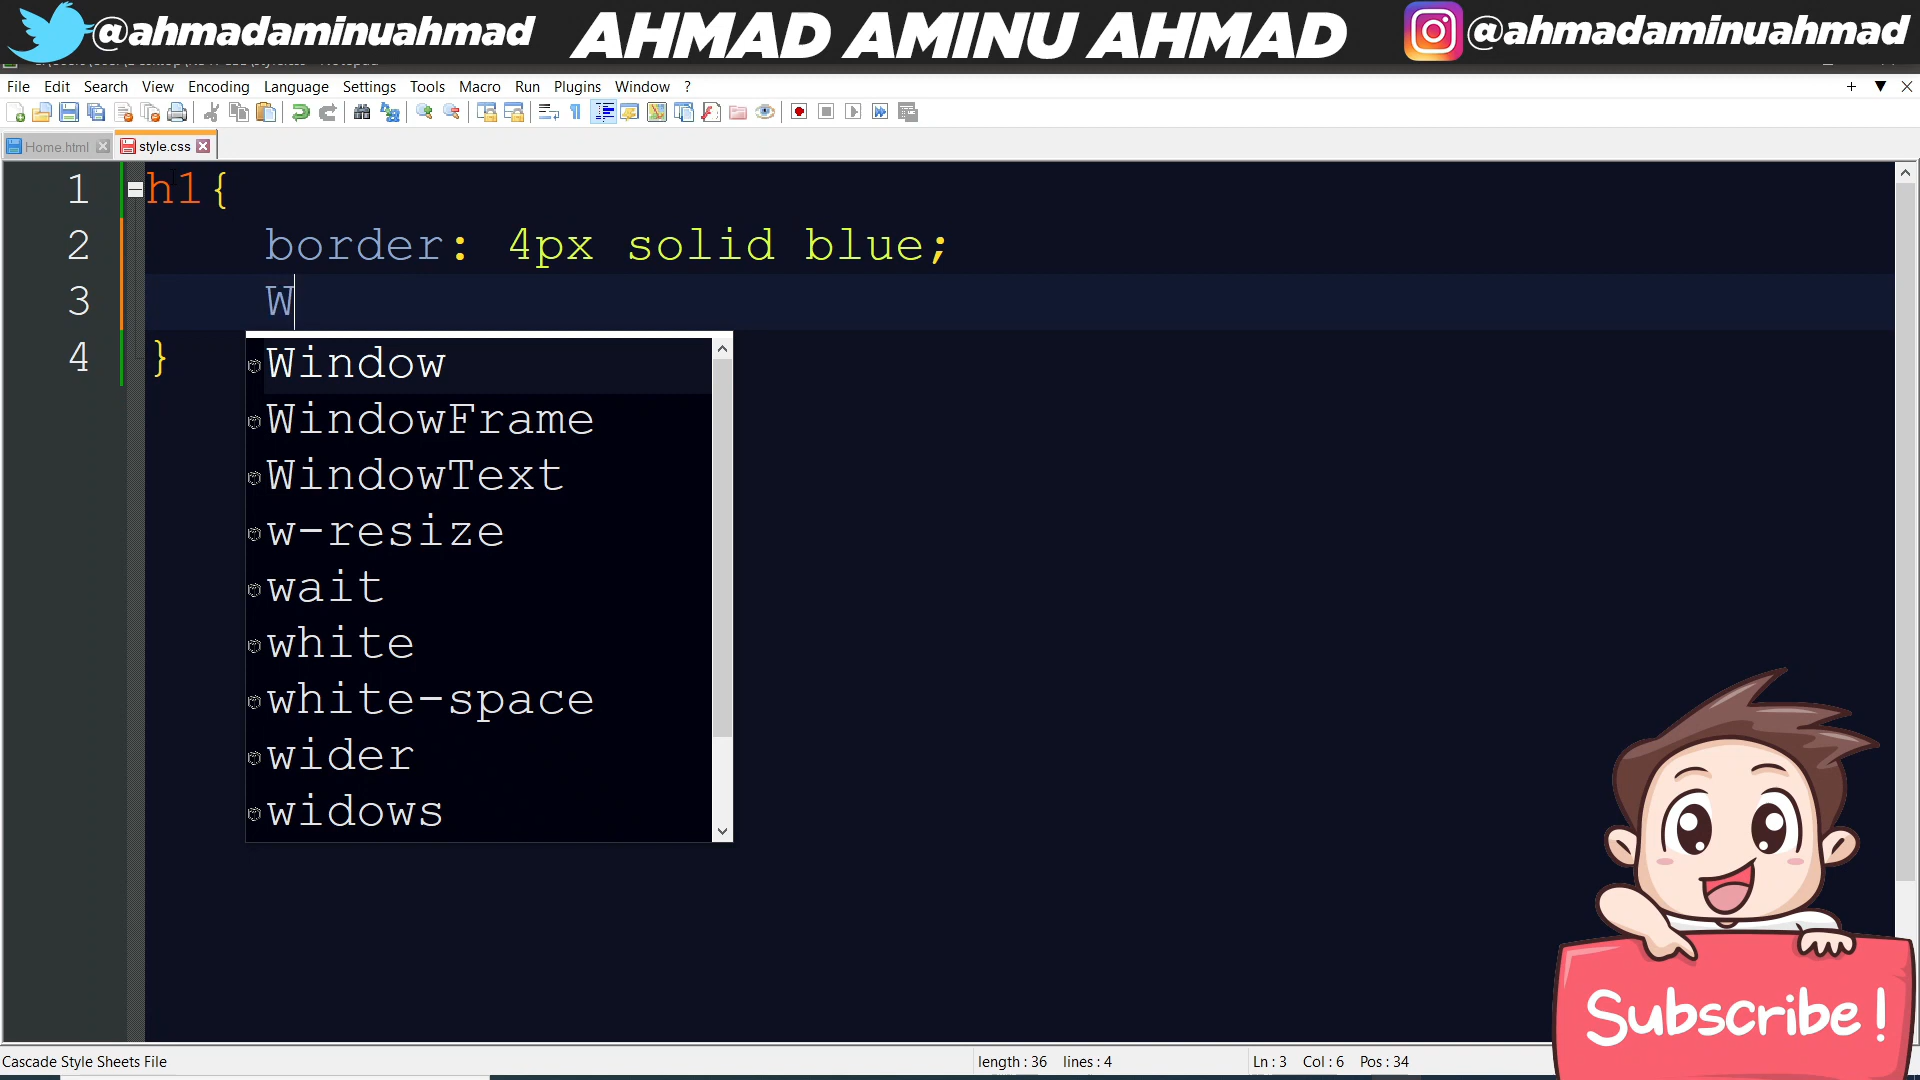 @ahmadaminuahmad AHMAD AMINU AHMAD @ahmadaminuahmad
File Edit Search View Encoding Language Settings Tools Macro Run Plugins Window ?
Home.html style.css
1 h1{
2 border: 4px solid blue;
3 W
4 }
Window
WindowFrame
WindowText
w-resize
wait
white
white-space
wider
widows
Subscribe!
Cascade Style Sheets File length : 36 lines : 4 Ln : 3 Col : 6 Pos : 34